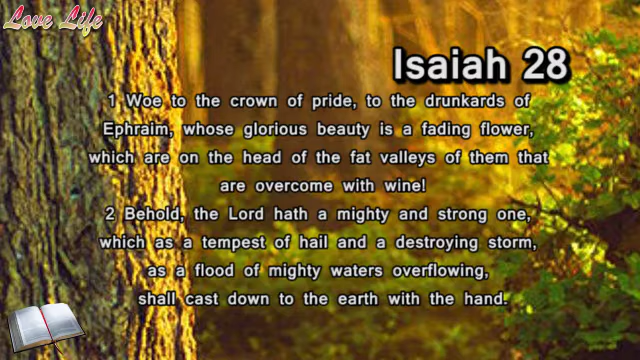 Love Life
Isaiah 28
1 Woe to the crown of pride, to the drunkards of
Ephraim, whose glorious beauty is a fading flower,
which are on the head of the fat valleys of them that
are overcome with wine!
2 Behold, the Lord hath a mighty and strong one,
which as a tempest of hail and a destroying storm,
as a flood of mighty waters overflowing,
shall cast down to the earth with the hand.